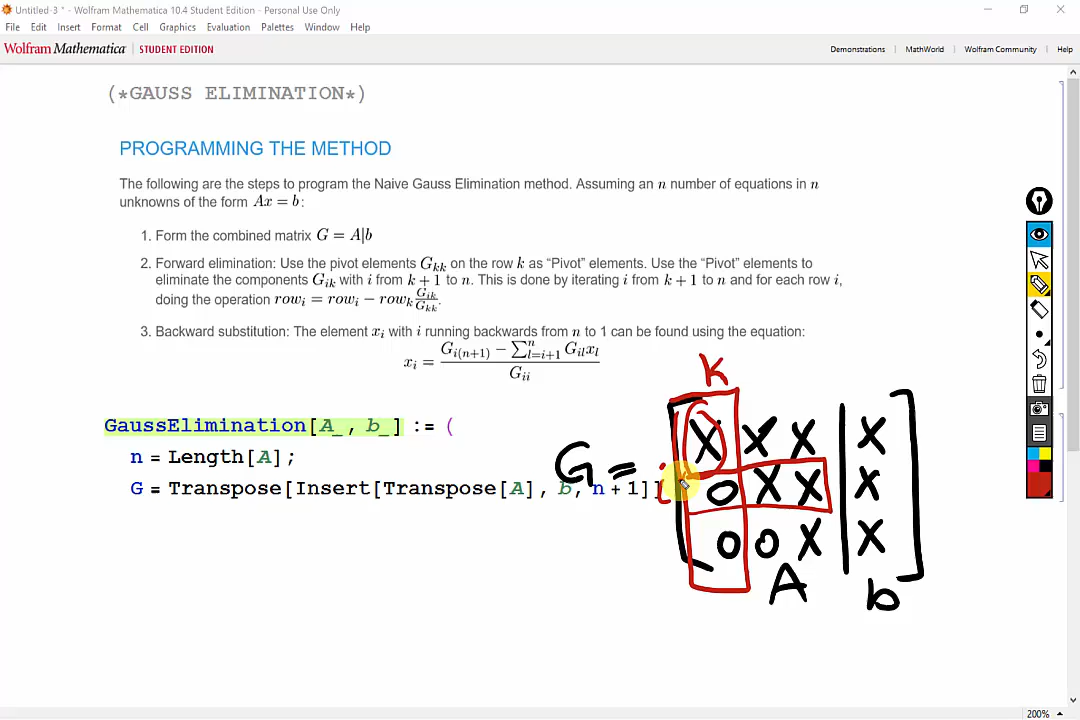 Untitled-3 * - Wolfram Mathematica 10.4 Student Edition - Personal Use Only
File Edit Insert Format Cell Graphics Evaluation Palettes Window Help
Wolfram Mathematica | STUDENT EDITION Demonstrations MathWorld Wolfram Community Help
(*GAUSS ELIMINATION*)
PROGRAMMING THE METHOD
The following are the steps to program the Naive Gauss Elimination method. Assuming an n number of equations in n
unknowns of the form Ax = b:
1. Form the combined matrix G = A|b
2. Forward elimination: Use the pivot elements G_kk on the row k as “Pivot” elements. Use the “Pivot” elements to
eliminate the components G_ik with i from k + 1 to n. This is done by iterating i from k + 1 to n and for each row i,
doing the operation row_i = row_i − row_k G_ik/G_kk.
3. Backward substitution: The element x_i with i running backwards from n to 1 can be found using the equation:
x_i = (G_i(n+1) − ∑_{l=i+1}^{n} G_il x_l) / G_ii
k
GaussElimination[A_, b_] := (
n = Length[A];
G = Transpose[Insert[Transpose[A], b, n + 1]]
G =
X X X | X
0 X X | X
0 0 X | X
A b
200%